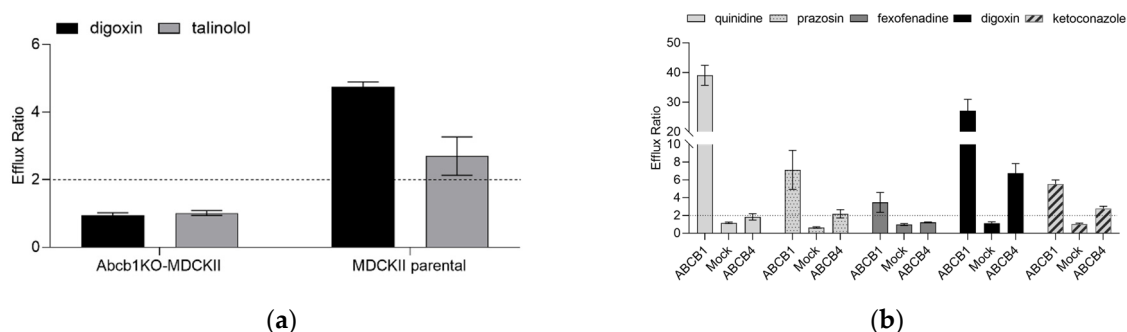 digoxin talinolol
Efflux Ratio
6
4
2
0
Abcb1KO-MDCKII MDCKII parental
(a)
quinidine prazosin fexofenadine digoxin ketoconazole
Efflux Ratio
50
40
30
20
10
8
6
4
2
0
ABCB1 Mock ABCB4 ABCB1 Mock ABCB4 ABCB1 Mock ABCB4 ABCB1 Mock ABCB4 ABCB1 Mock ABCB4
(b)